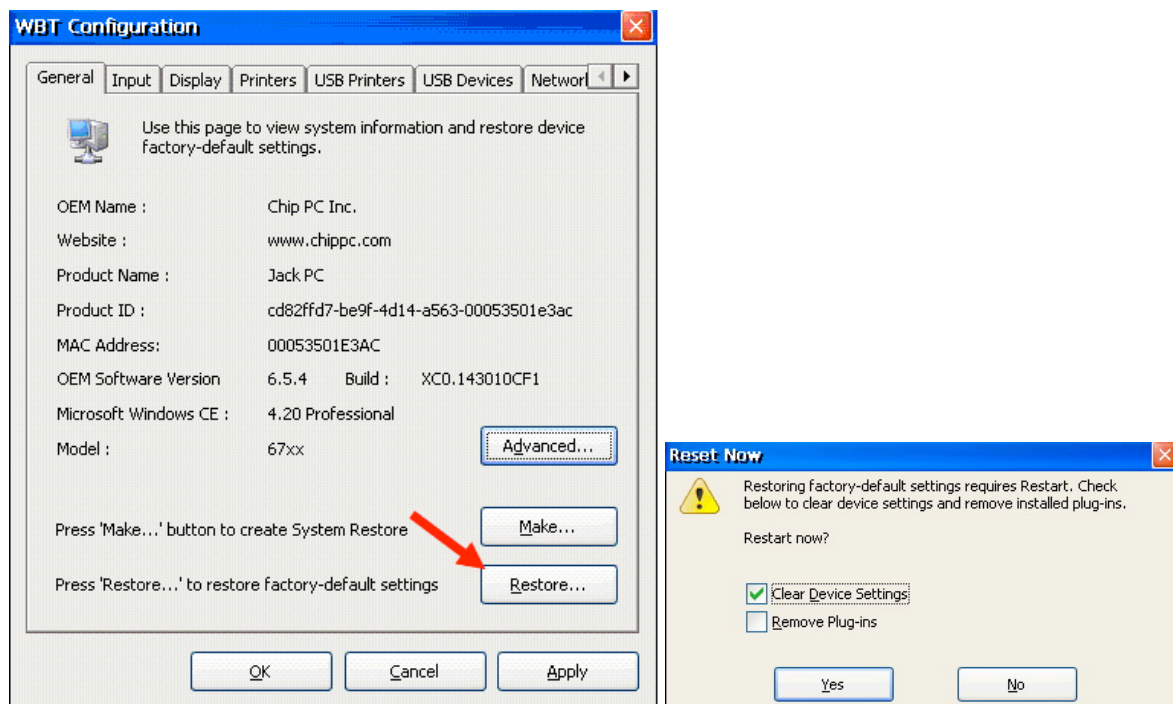 WBT Configuration
General Input Display Printers USB Printers USB Devices Networ
Use this page to view system information and restore device
factory-default settings.
OEM Name : Chip PC Inc.
Website : www.chippc.com
Product Name : Jack PC
Product ID : cd82ffd7-be9f-4d14-a563-00053501e3ac
MAC Address: 00053501E3AC
OEM Software Version 6.5.4 Build : XC0.143010CF1
Microsoft Windows CE : 4.20 Professional
Model : 67xx Advanced...
Press 'Make...' button to create System Restore Make...
Press 'Restore...' to restore factory-default settings Restore...
OK Cancel Apply
Reset Now
Restoring factory-default settings requires Restart. Check
below to clear device settings and remove installed plug-ins.
Restart now?
Clear Device Settings
Remove Plug-ins
Yes No